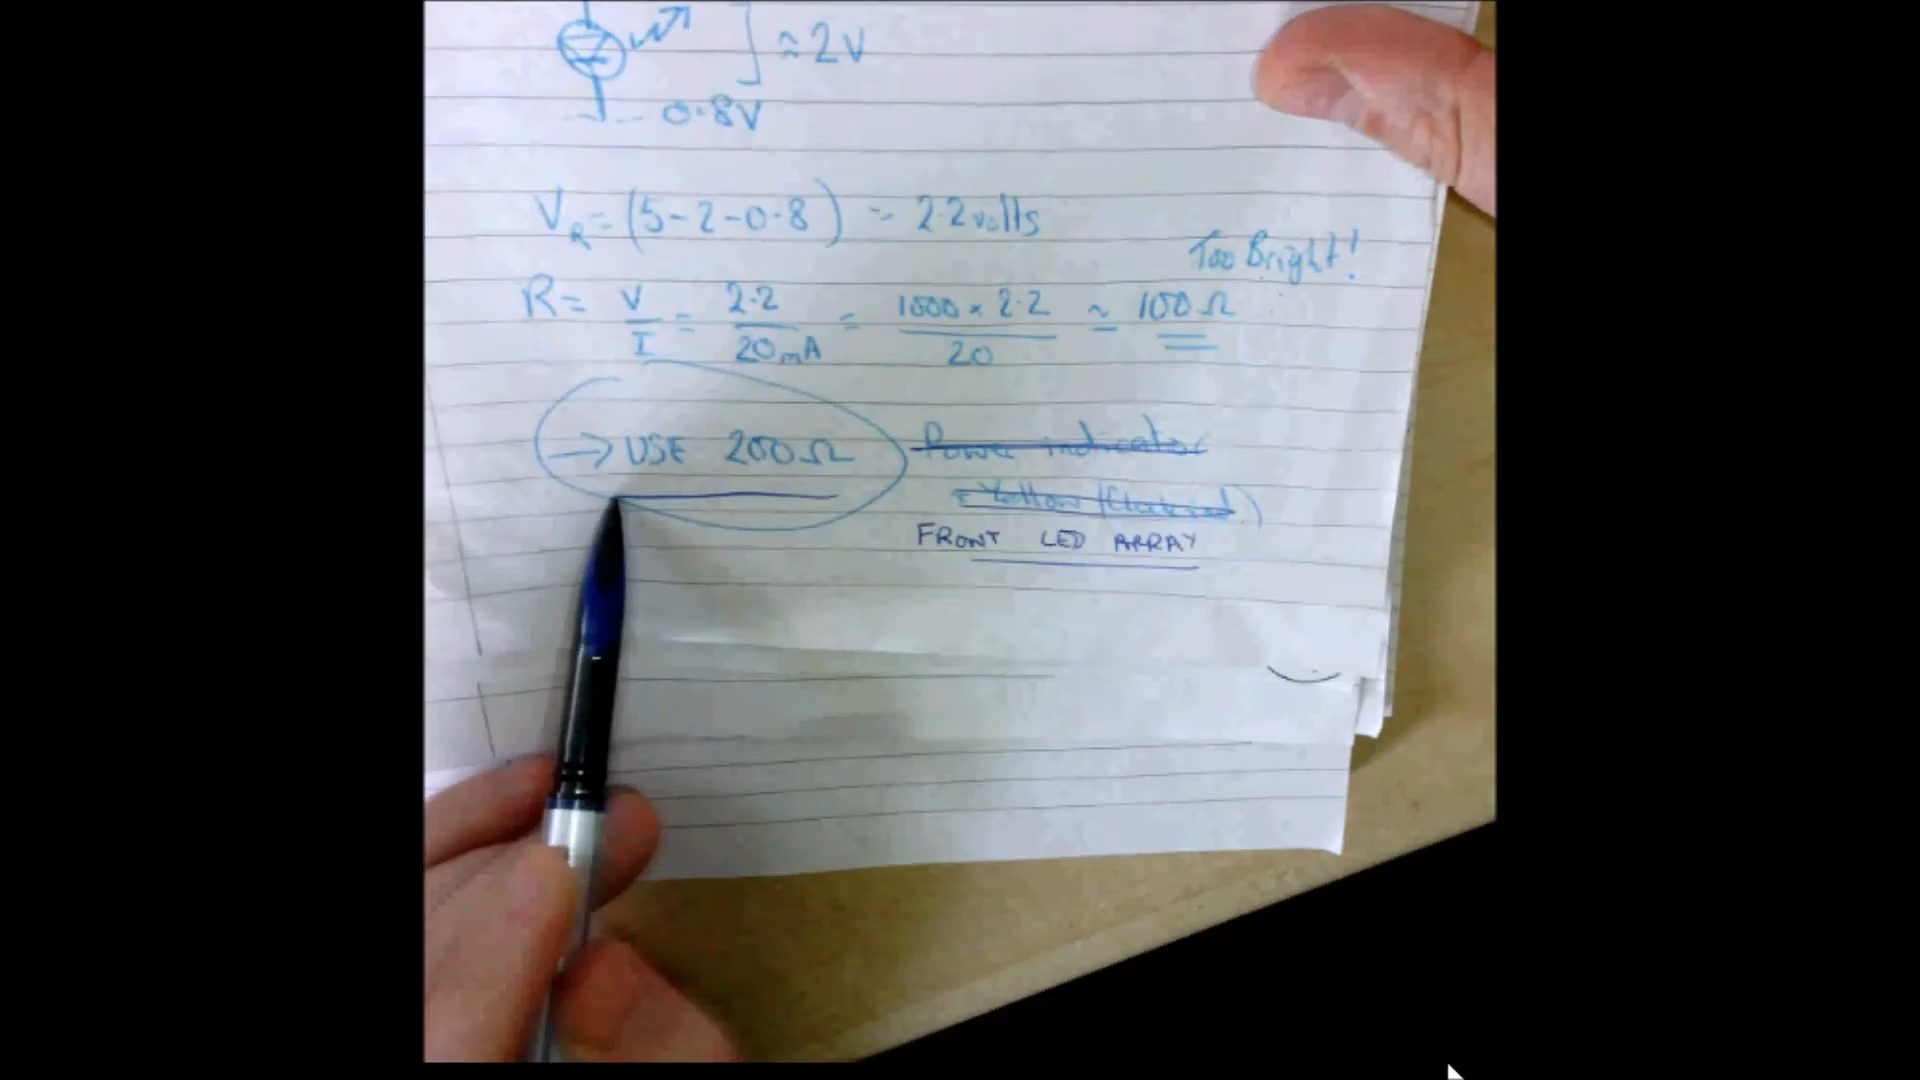 ≈ 2V
0.8V
V_R = (5-2-0.8) = 2.2 volts
Too Bright!
R = V/I = 2.2/20mA = 1000 × 2.2/20 ≃ 100Ω
→ USE 200Ω Power indicator
Yellow
FRONT LED ARRAY